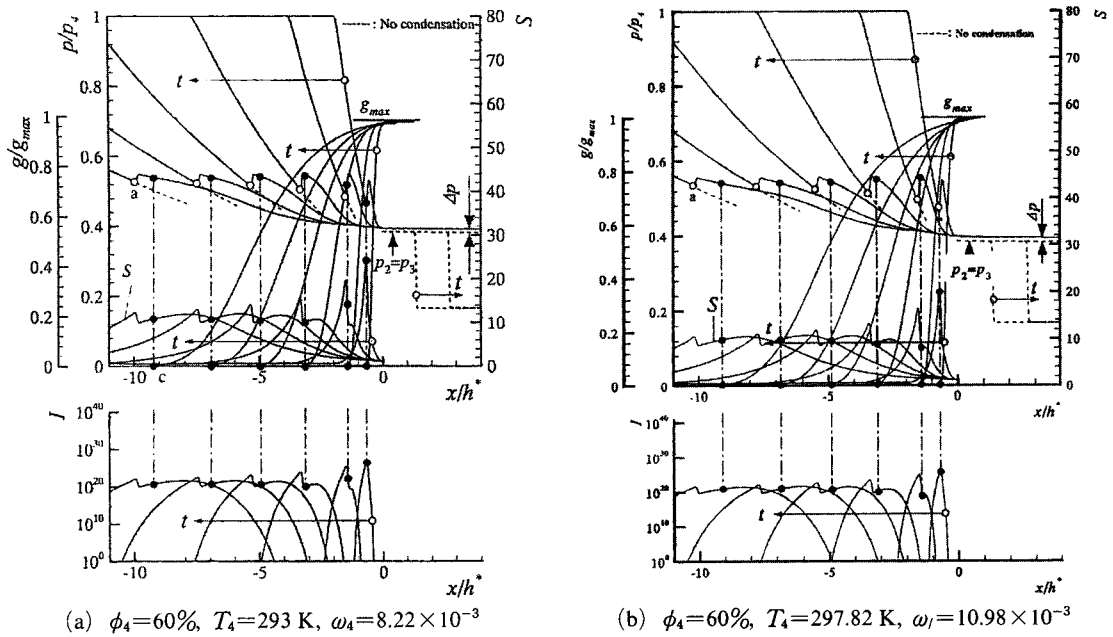 p/p₄
1
0.8
0.6
0.4
0.2
0
g/g_max
1
0.8
0.6
0.4
0.2
0
80
S
70
60
50
40
30
20
10
0
: No condensation
t
g_max
t
a
Δp
p₂=p₃
t
S
t
-10
c
-5
0
x/h*
J
10⁴⁰
10³⁰
10²⁰
10¹⁰
10⁰
t
-10
-5
0
x/h*
(a) ϕ₄=60%, T₄=293 K, ω₄=8.22×10⁻³
p/p₄
1
0.8
0.6
0.4
0.2
0
g/g_max
1
0.8
0.6
0.4
0.2
0
80
S
70
60
50
40
30
20
10
0
: No condensation
t
g_max
t
a
Δp
p₂=p₃
t
S
t
-10
-5
0
x/h*
10⁴⁰
10³⁰
10²⁰
10¹⁰
10⁰
t
-10
-5
0
x/h*
(b) ϕ₄=60%, T₄=297.82 K, ω_l=10.98×10⁻³